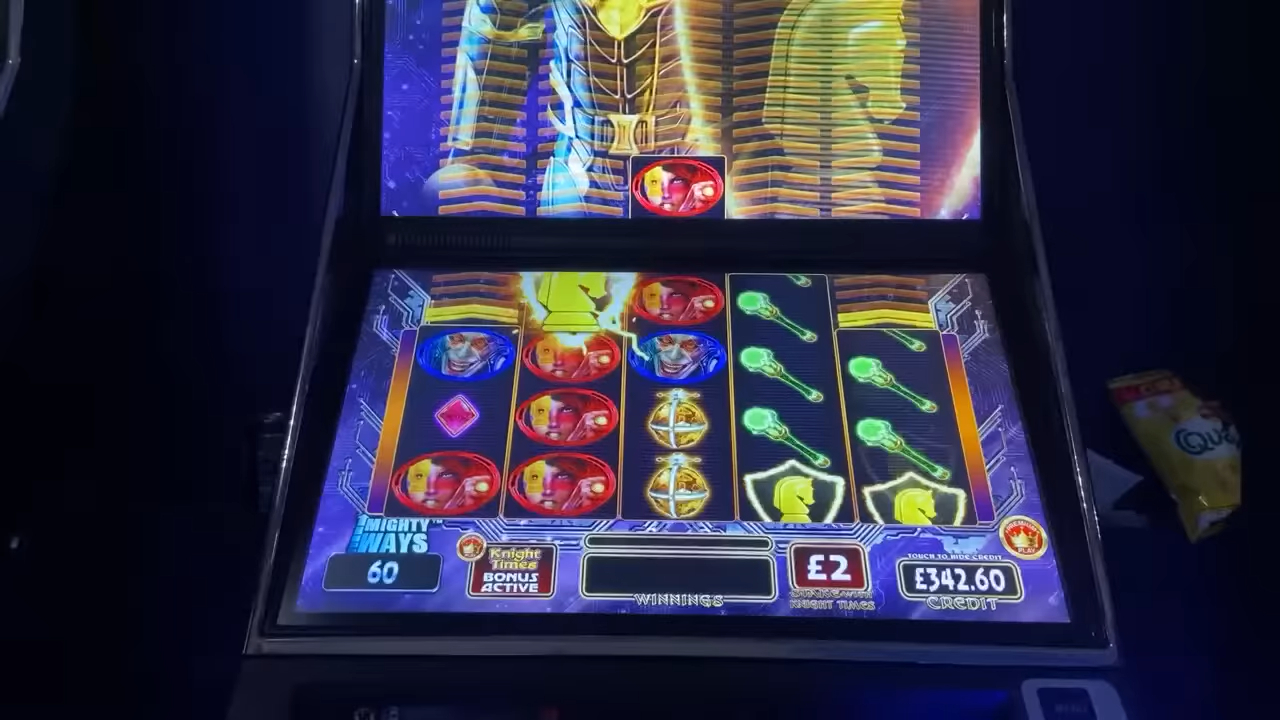 MIGHTY
WAYS
60
Knight
Times
BONUS
ACTIVE
WINNINGS
£2
KNIGHT TIMES
TOUCH TO HIDE CREDIT
£342.60
CREDIT
PREMIUM
PLAY